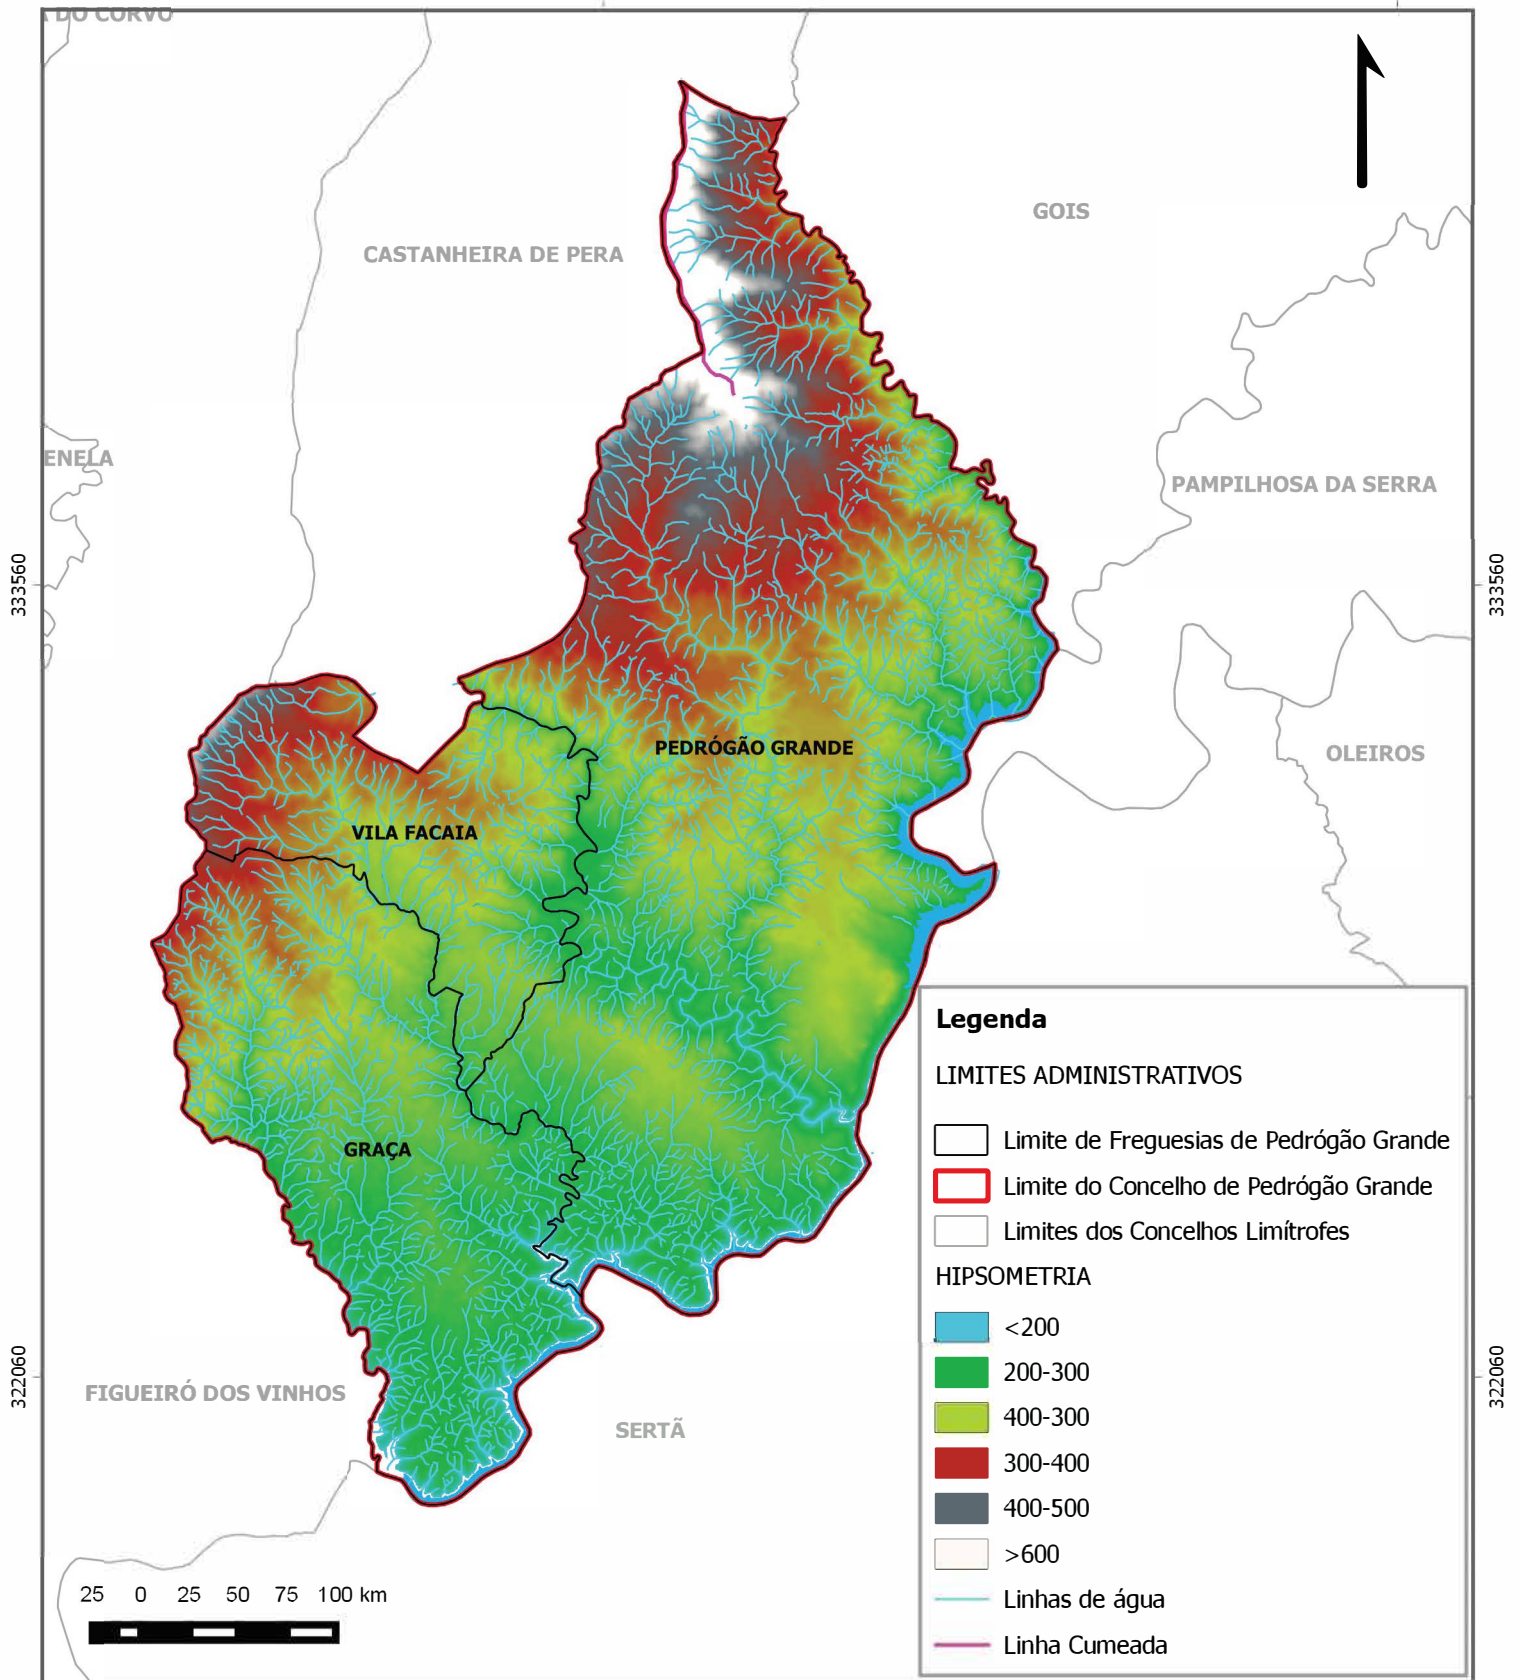 DO CORVO
GOIS
CASTANHEIRA DE PERA
ENELA
PAMPILHOSA DA SERRA
333560
333560
PEDRÓGÃO GRANDE
OLEIROS
VILA FACAIA
GRAÇA
322060
322060
FIGUEIRÓ DOS VINHOS
SERTÃ
Legenda
LIMITES ADMINISTRATIVOS
Limite de Freguesias de Pedrógão Grande
Limite do Concelho de Pedrógão Grande
Limites dos Concelhos Limítrofes
HIPSOMETRIA
<200
200-300
400-300
300-400
400-500
>600
Linhas de água
Linha Cumeada
25 0 25 50 75 100 km